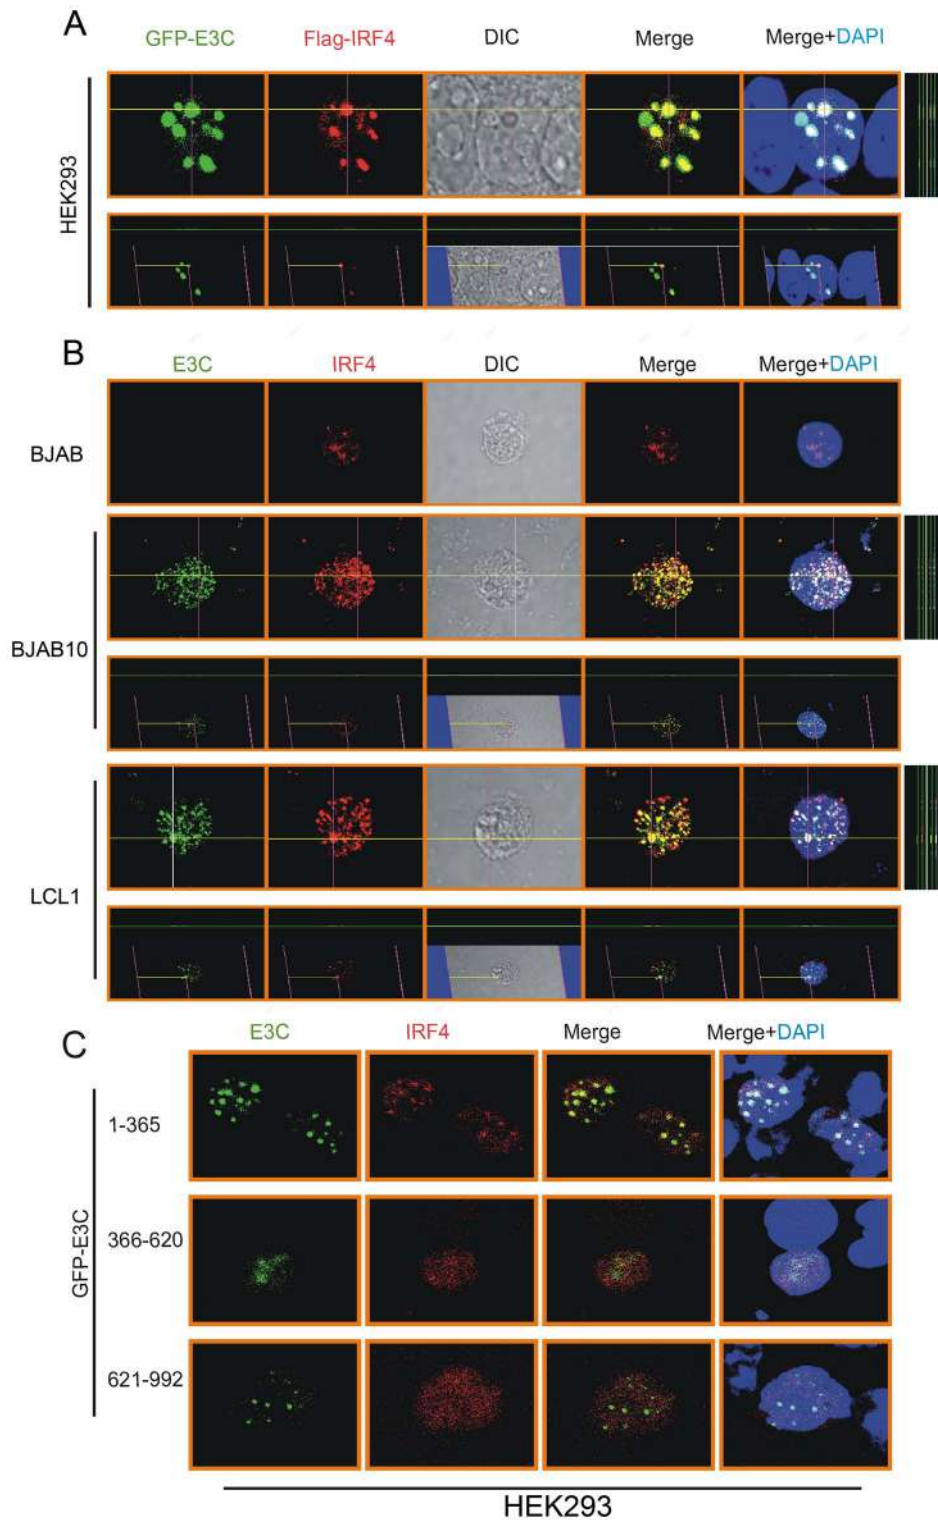 A
GFP-E3C Flag-IRF4 DIC Merge Merge+DAPI
HEK293
B
E3C IRF4 DIC Merge Merge+DAPI
BJAB
BJAB10
LCL1
C
E3C IRF4 Merge Merge+DAPI
GFP-E3C
1-365
366-620
621-992
HEK293